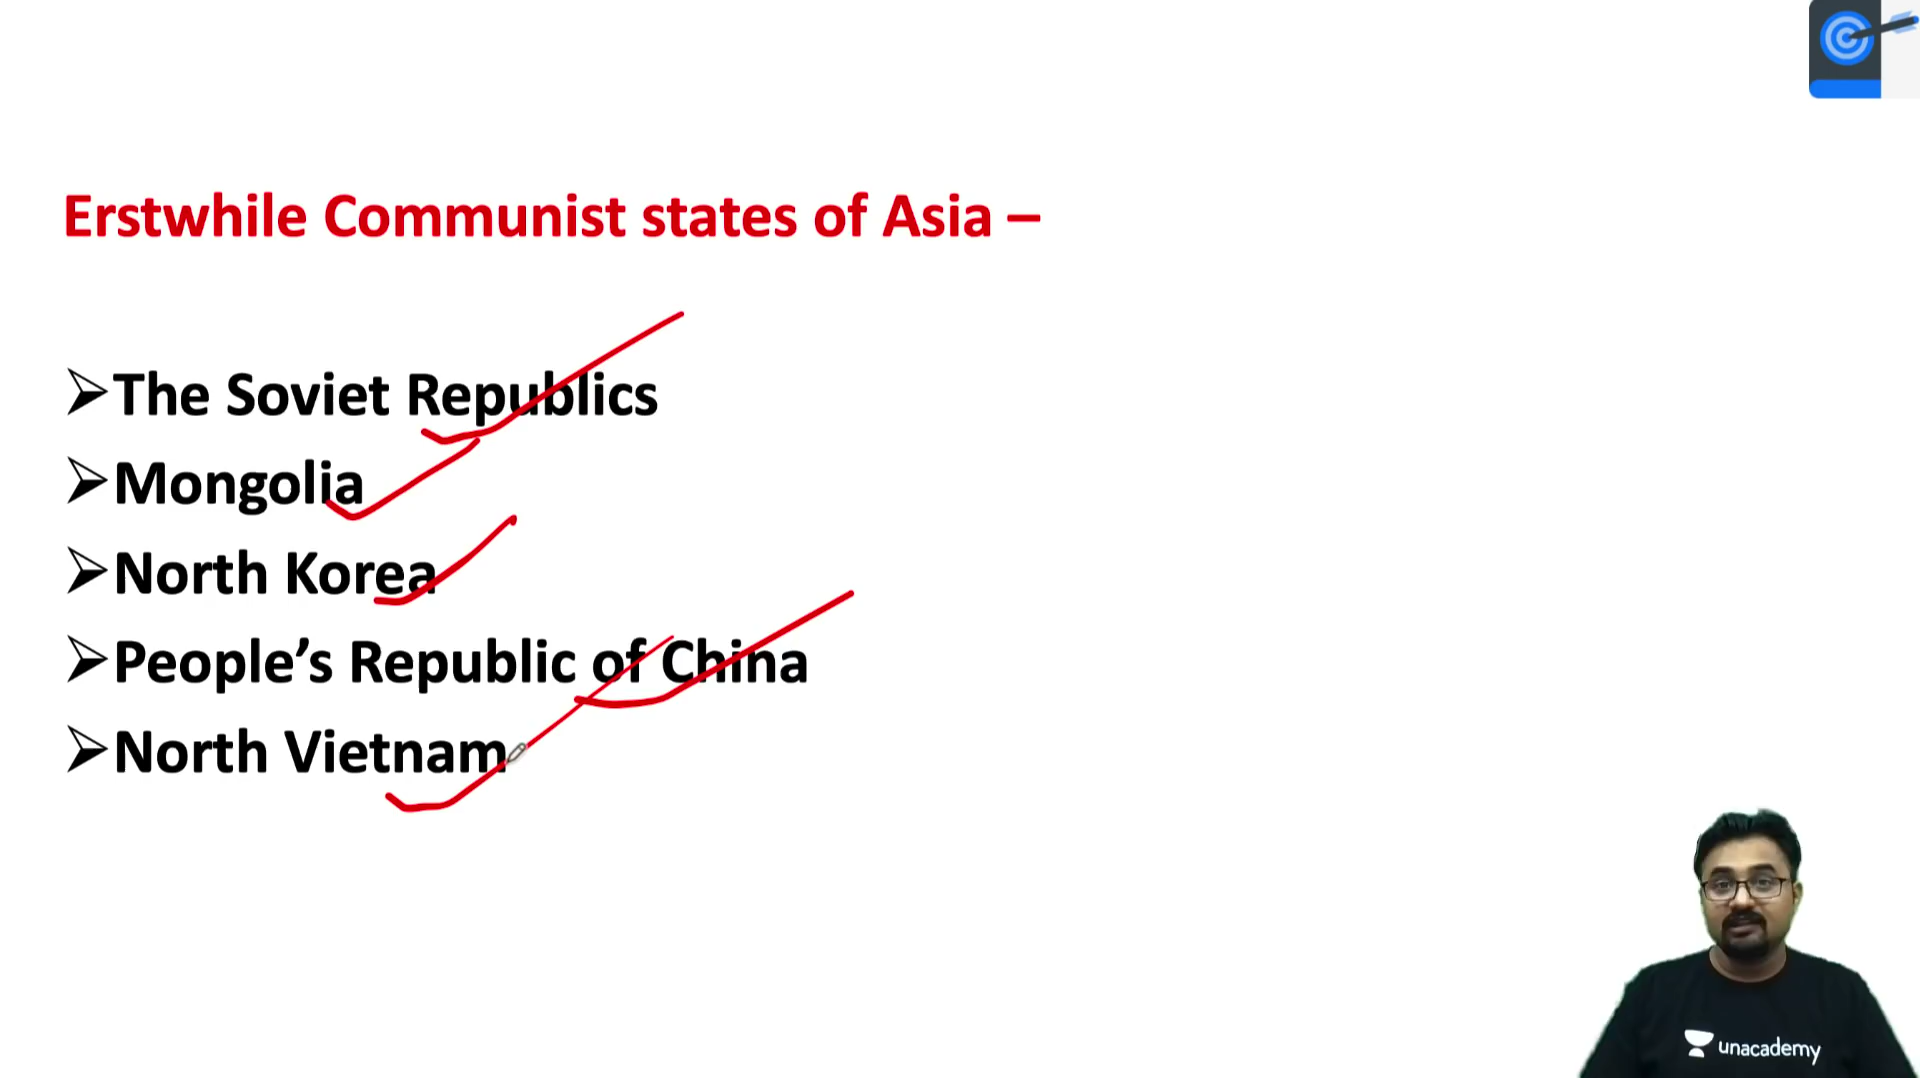 Erstwhile Communist states of Asia –
➢The Soviet Republics
➢Mongolia
➢North Korea
➢People’s Republic of China
➢North Vietnam
unacademy